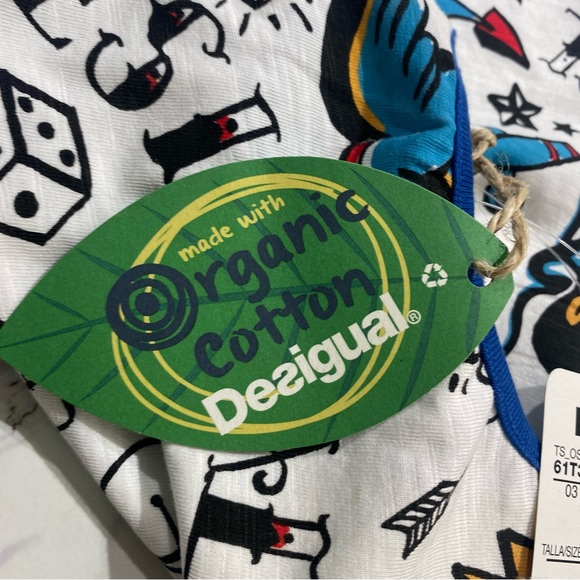 made with
Organic
cotton
Desigual®
TS_OS
61T3
03
TALLA/SIZE